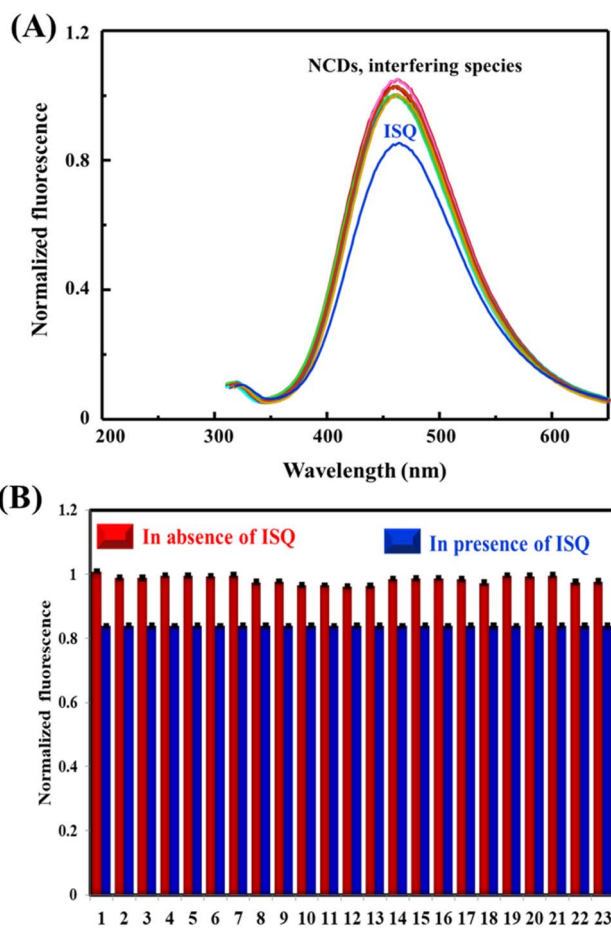 (A)
1.2
NCDs, interfering species
ISQ
0.8
0.4
0
Normalized fluorescence
200 300 400 500 600
Wavelength (nm)
(B)
1.2
In absence of ISQ In presence of ISQ
1
0.8
0.6
0.4
0.2
0
Normalized fluorescence
1 2 3 4 5 6 7 8 9 10 11 12 13 14 15 16 17 18 19 20 21 22 23